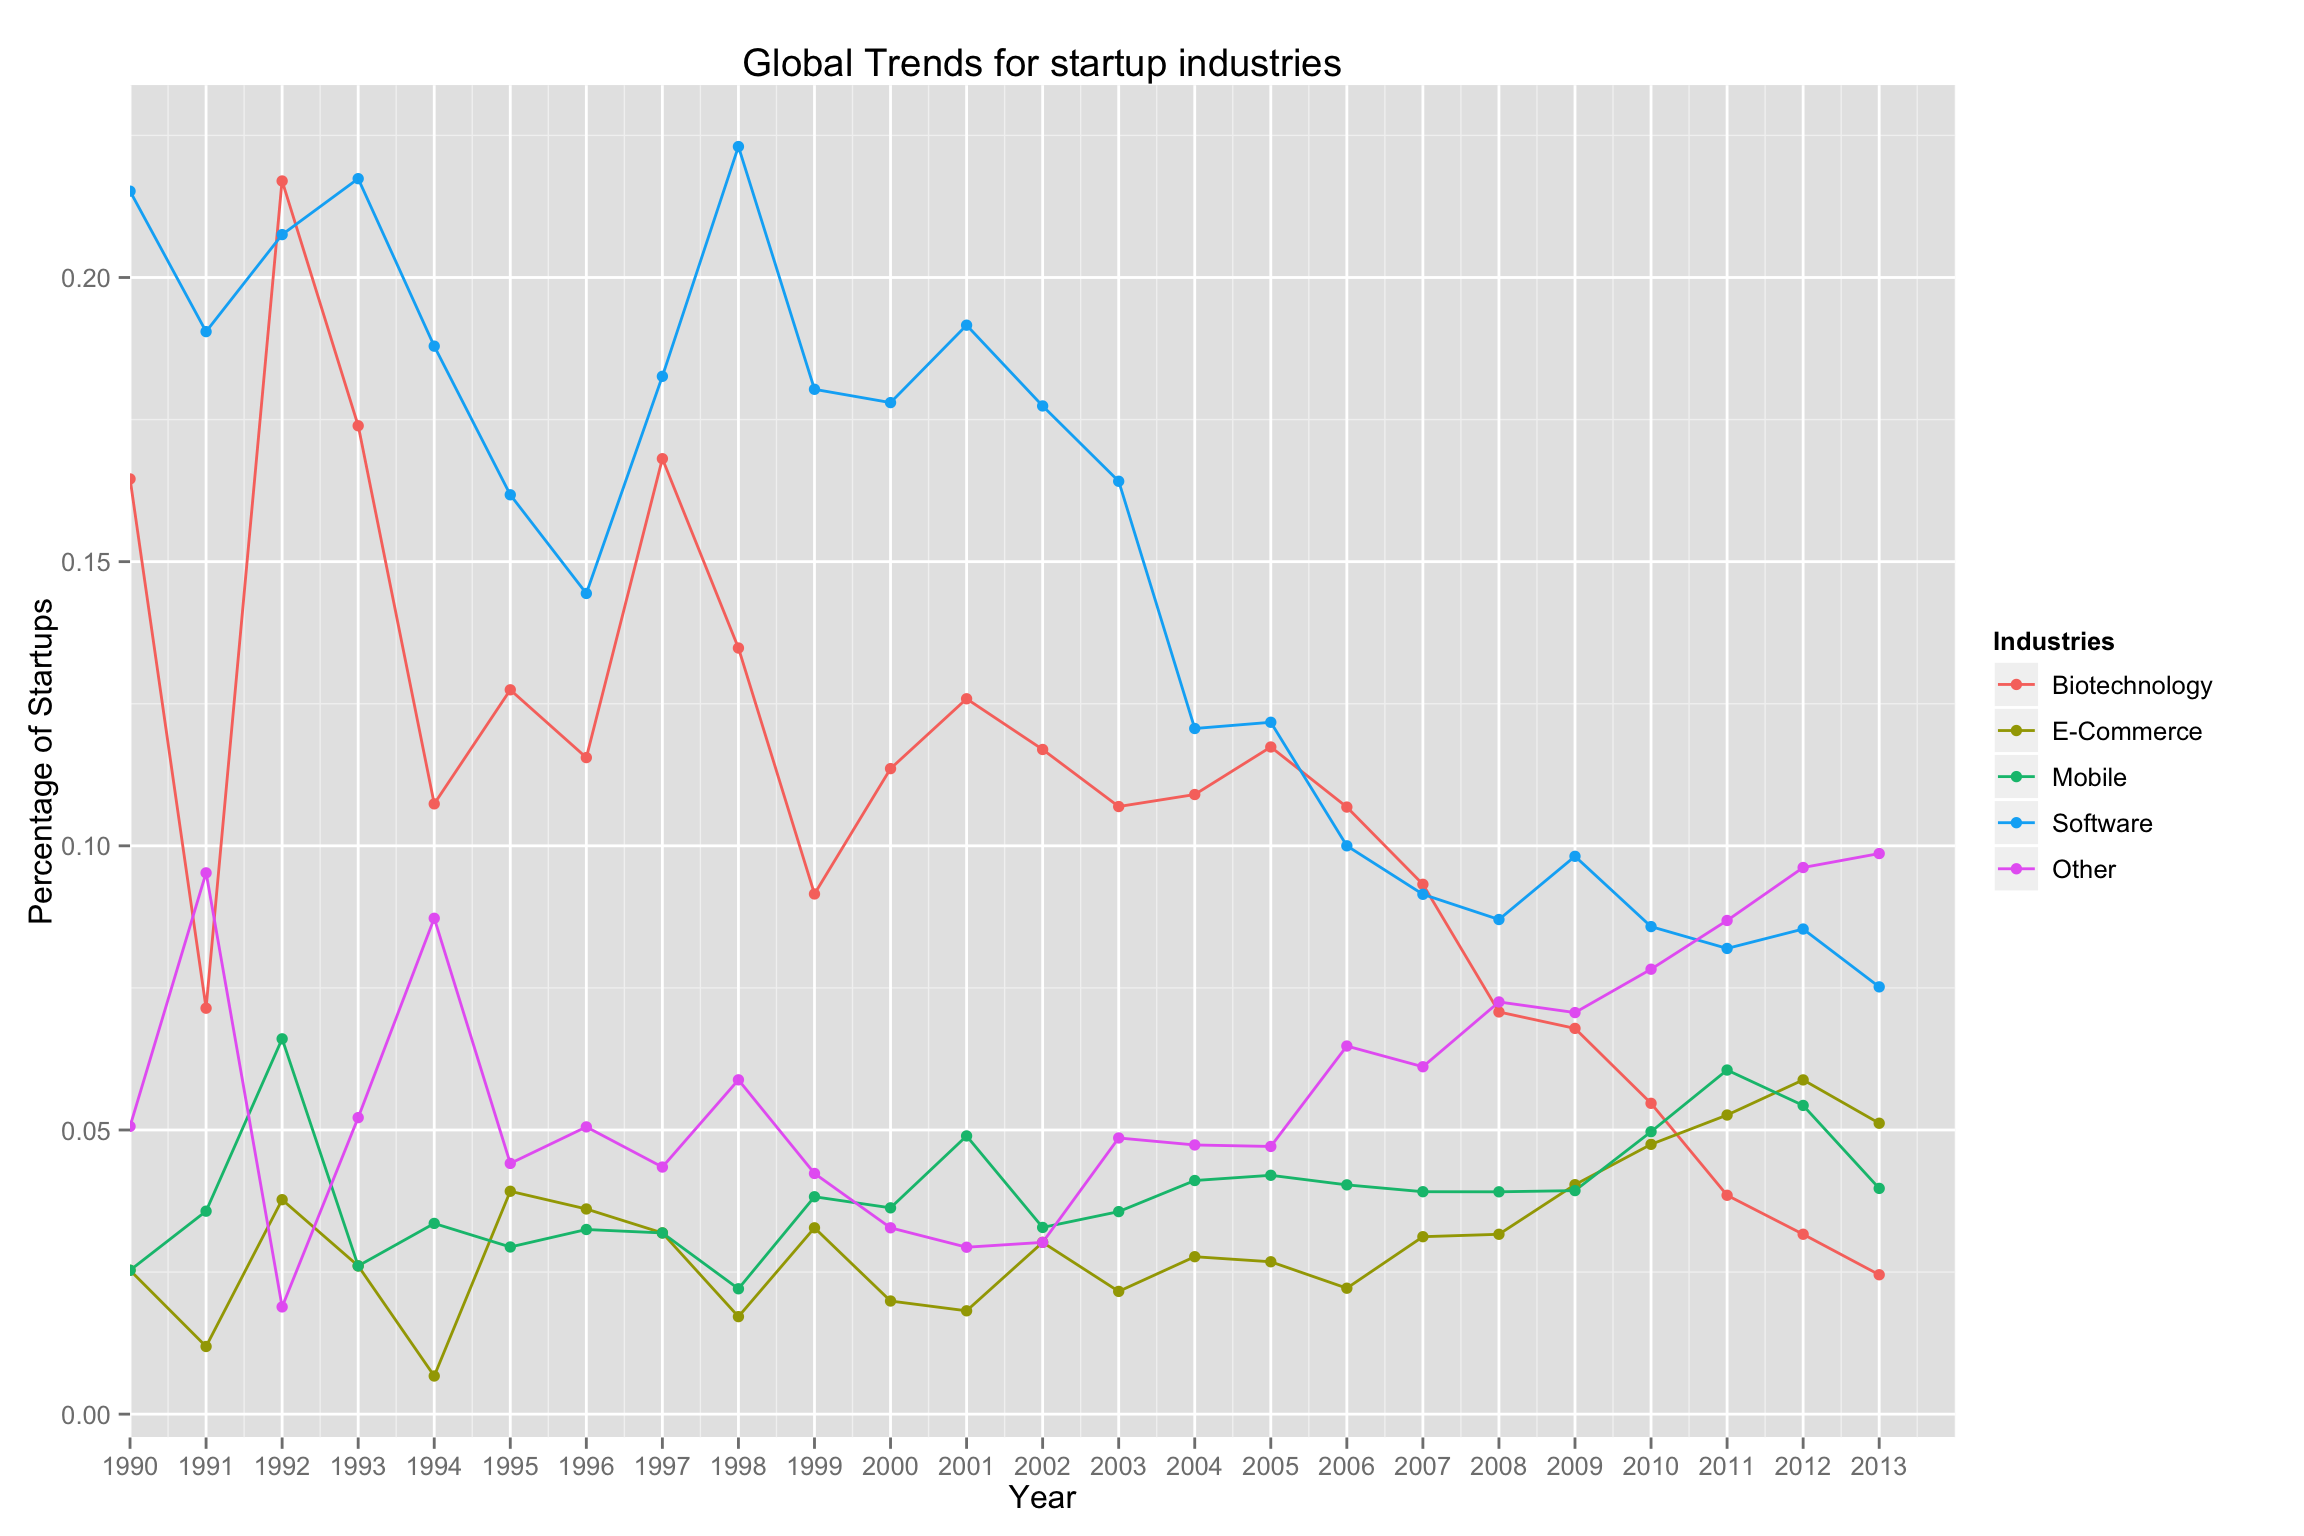 Global Trends for startup industries
Percentage of Startups
0.20
0.15
0.10
0.05
0.00
1990 1991 1992 1993 1994 1995 1996 1997 1998 1999 2000 2001 2002 2003 2004 2005 2006 2007 2008 2009 2010 2011 2012 2013
Year
Industries
Biotechnology
E-Commerce
Mobile
Software
Other